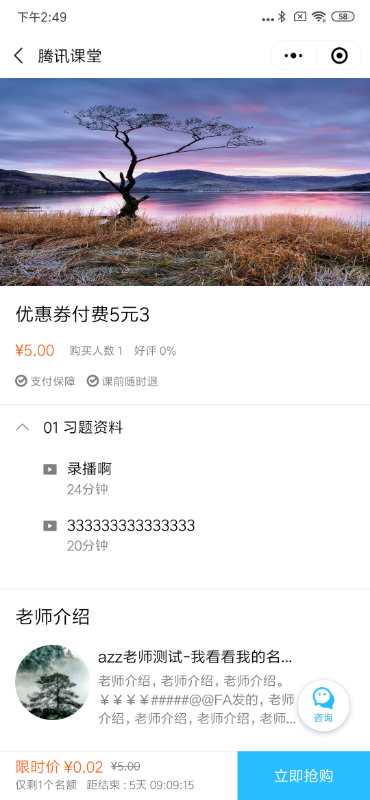 下午2:49
58
腾讯课堂
优惠券付费5元3
¥5.00 购买人数 1 好评 0%
支付保障 课前随时退
01 习题资料
录播啊
24分钟
333333333333333
20分钟
老师介绍
azz老师测试-我看看我的名...
老师介绍，老师介绍，老师介绍。
￥￥￥￥#####@@FA发的，老师
介绍，老师介绍，老师介绍，老师...
咨询
限时价 ¥0.02 ¥5.00
仅剩1个名额 距结束 : 5天 09:09:15
立即抢购